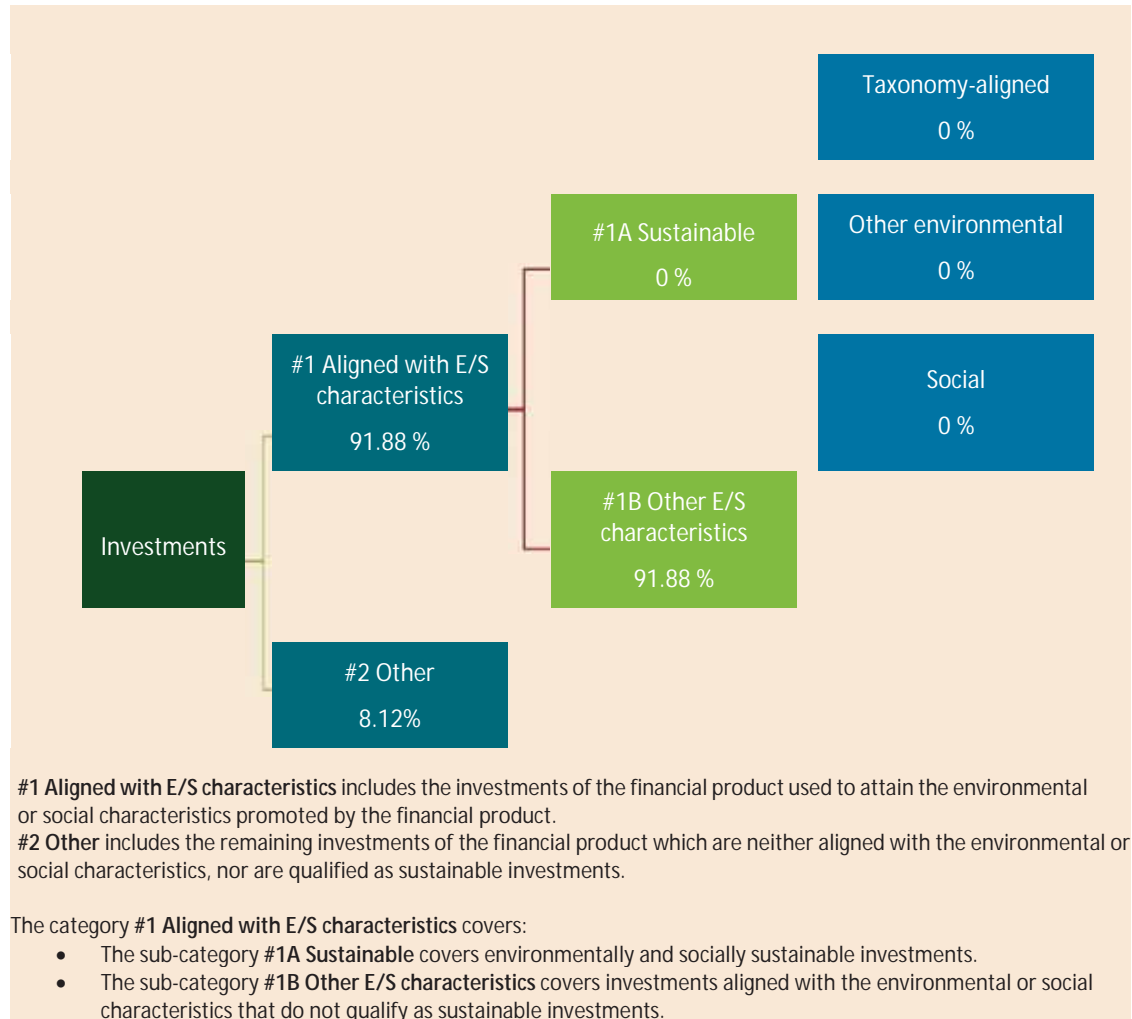 Taxonomy-aligned
0 %
#1A Sustainable
0 %
Other environmental
0 %
#1 Aligned with E/S
characteristics
91.88 %
Social
0 %
Investments
#1B Other E/S
characteristics
91.88 %
#2 Other
8.12%
#1 Aligned with E/S characteristics includes the investments of the financial product used to attain the environmental
or social characteristics promoted by the financial product.
#2 Other includes the remaining investments of the financial product which are neither aligned with the environmental or
social characteristics, nor are qualified as sustainable investments.
The category #1 Aligned with E/S characteristics covers:
• The sub-category #1A Sustainable covers environmentally and socially sustainable investments.
• The sub-category #1B Other E/S characteristics covers investments aligned with the environmental or social
characteristics that do not qualify as sustainable investments.